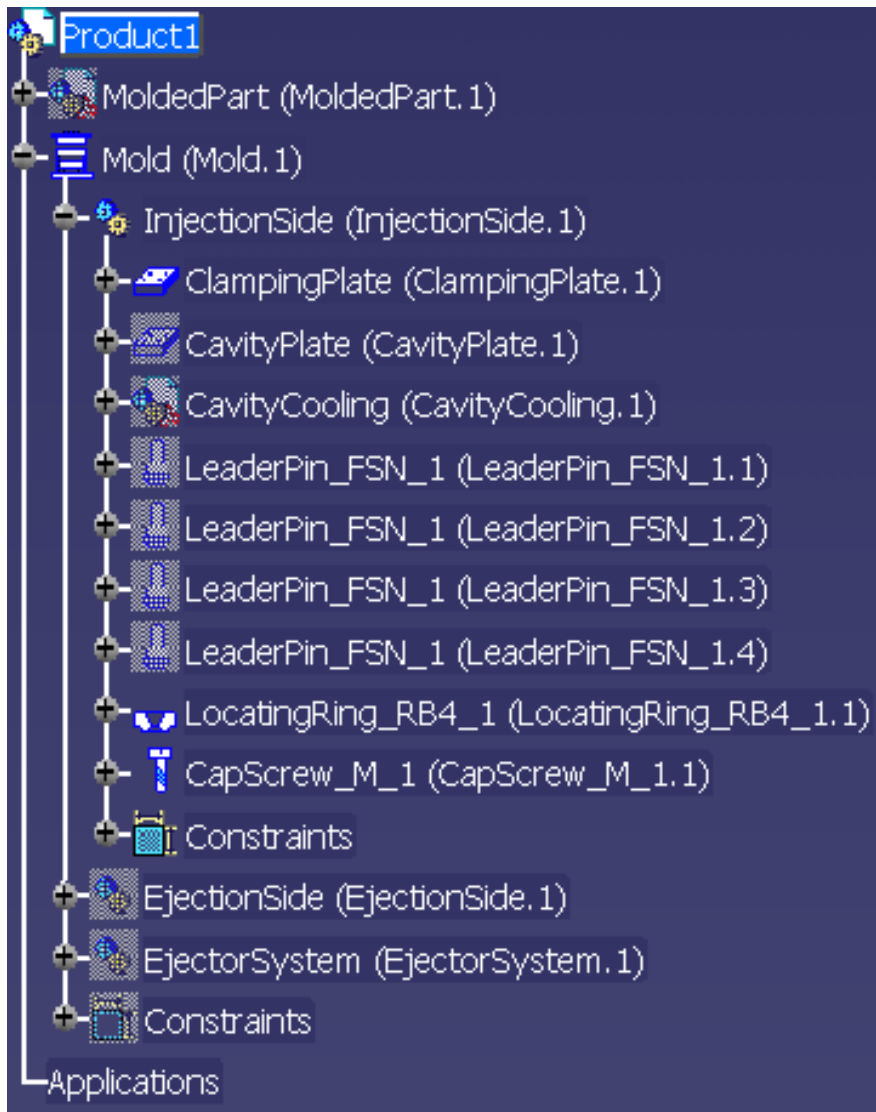 Product1
MoldedPart (MoldedPart.1)
Mold (Mold.1)
InjectionSide (InjectionSide.1)
ClampingPlate (ClampingPlate.1)
CavityPlate (CavityPlate.1)
CavityCooling (CavityCooling.1)
LeaderPin_FSN_1 (LeaderPin_FSN_1.1)
LeaderPin_FSN_1 (LeaderPin_FSN_1.2)
LeaderPin_FSN_1 (LeaderPin_FSN_1.3)
LeaderPin_FSN_1 (LeaderPin_FSN_1.4)
LocatingRing_RB4_1 (LocatingRing_RB4_1.1)
CapScrew_M_1 (CapScrew_M_1.1)
Constraints
EjectionSide (EjectionSide.1)
EjectorSystem (EjectorSystem.1)
Constraints
Applications